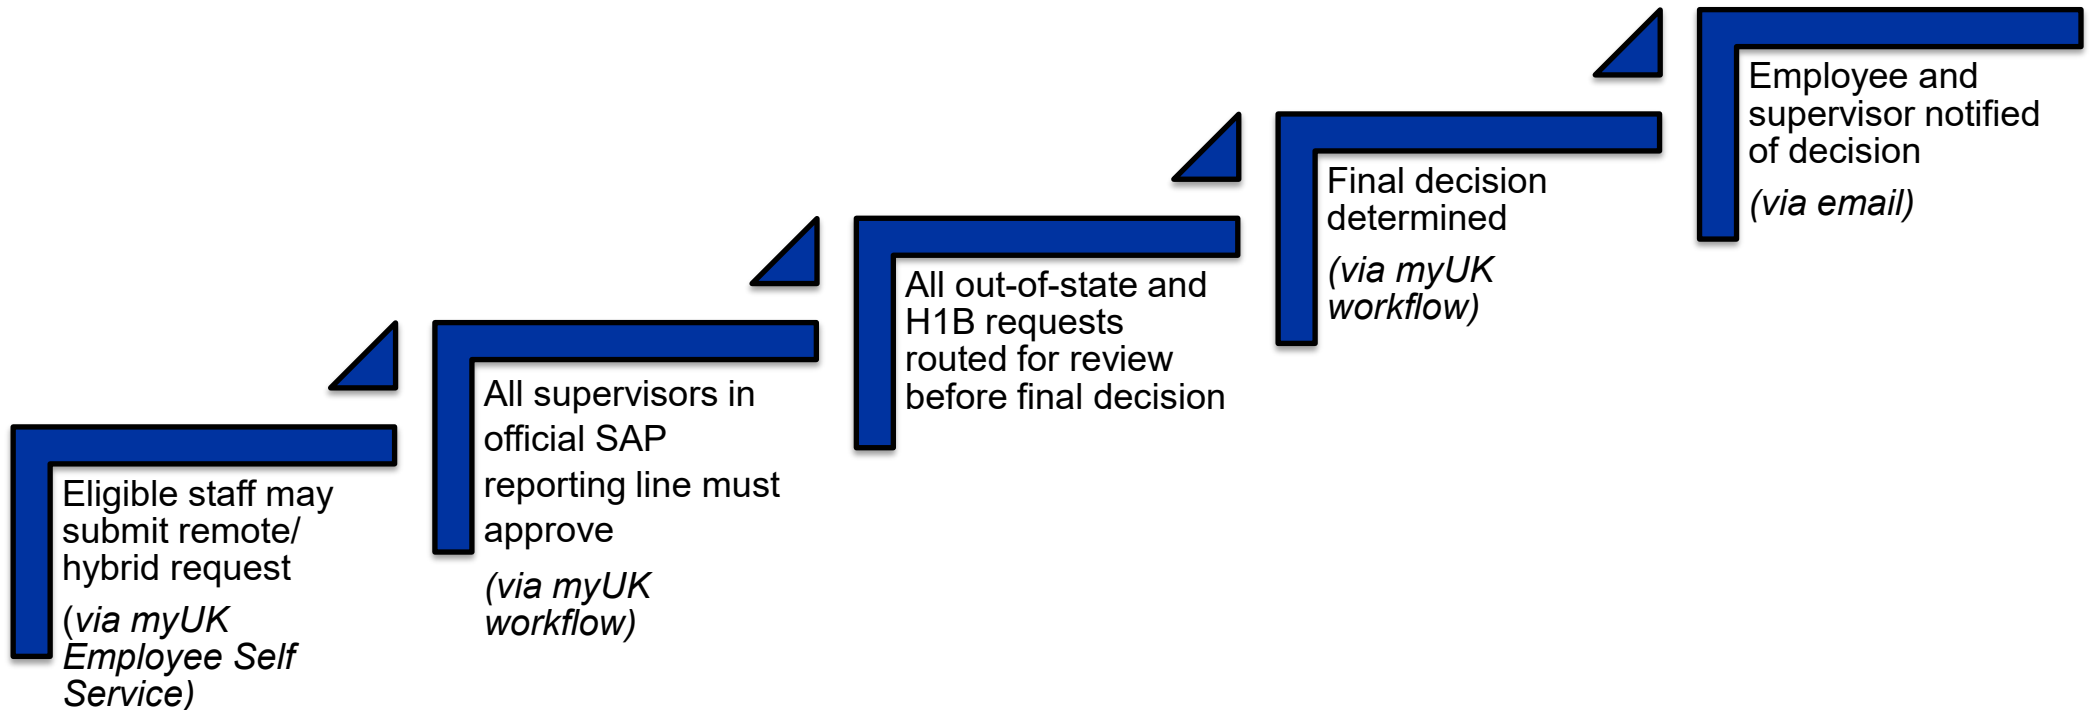 Eligible staff may
submit remote/
hybrid request
(via myUK
Employee Self
Service)
All supervisors in
official SAP
reporting line must
approve
(via myUK
workflow)
All out-of-state and
H1B requests
routed for review
before final decision
Final decision
determined
(via myUK
workflow)
Employee and
supervisor notified
of decision
(via email)